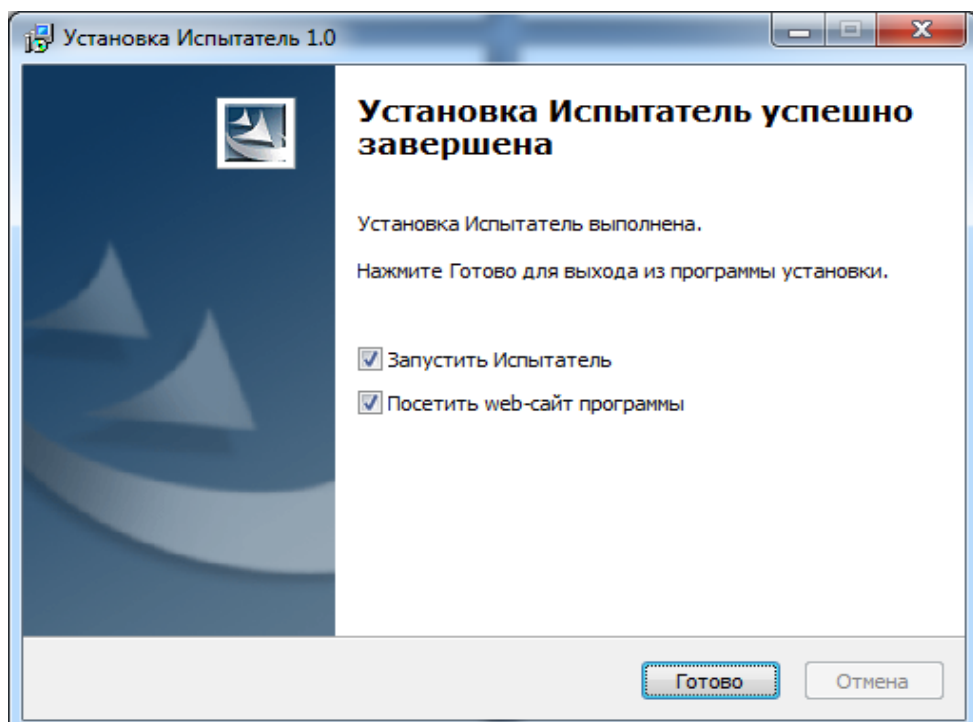 Установка Испытатель 1.0
Установка Испытатель успешно
завершена
Установка Испытатель выполнена.
Нажмите Готово для выхода из программы установки.
Запустить Испытатель
Посетить web-сайт программы
Готово
Отмена